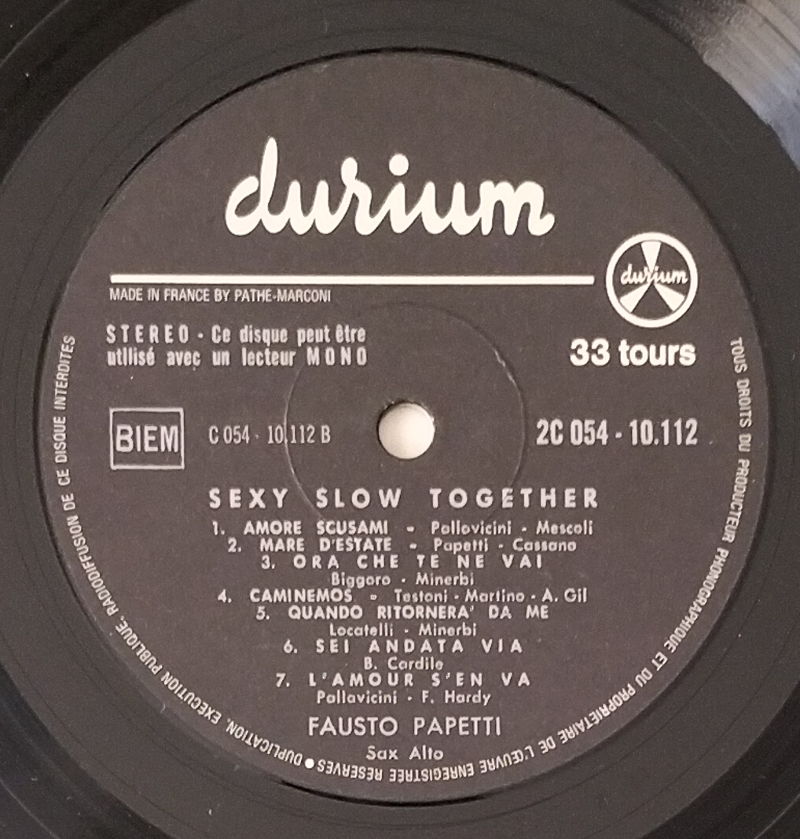 durium
durium
MADE IN FRANCE BY PATHE-MARCONI
STEREO - Ce disque peut être
utilisé avec un lecteur MONO
33 tours
BIEM
C 054 - 10.112 B
2C 054 - 10.112
SEXY SLOW TOGETHER
1. AMORE SCUSAMI - Pallavicini - Mescoli
2. MARE D'ESTATE - Papetti - Cassano
3. ORA CHE TE NE VAI
Biggoro - Minerbi
4. CAMINEMOS - Testoni - Martino - A. Gil
5. QUANDO RITORNERA' DA ME
Locatelli - Minerbi
6. SEI ANDATA VIA
B. Cardile
7. L'AMOUR S'EN VA
Pallavicini - F. Hardy
FAUSTO PAPETTI
Sax Alto
TOUS DROITS DU PRODUCTEUR PHONOGRAPHIQUE ET DU PROPRIETAIRE DE L'ŒUVRE ENREGISTREE RESERVES ● DUPLICATION, EXECUTION PUBLIQUE, RADIODIFFUSION DE CE DISQUE INTERDITES